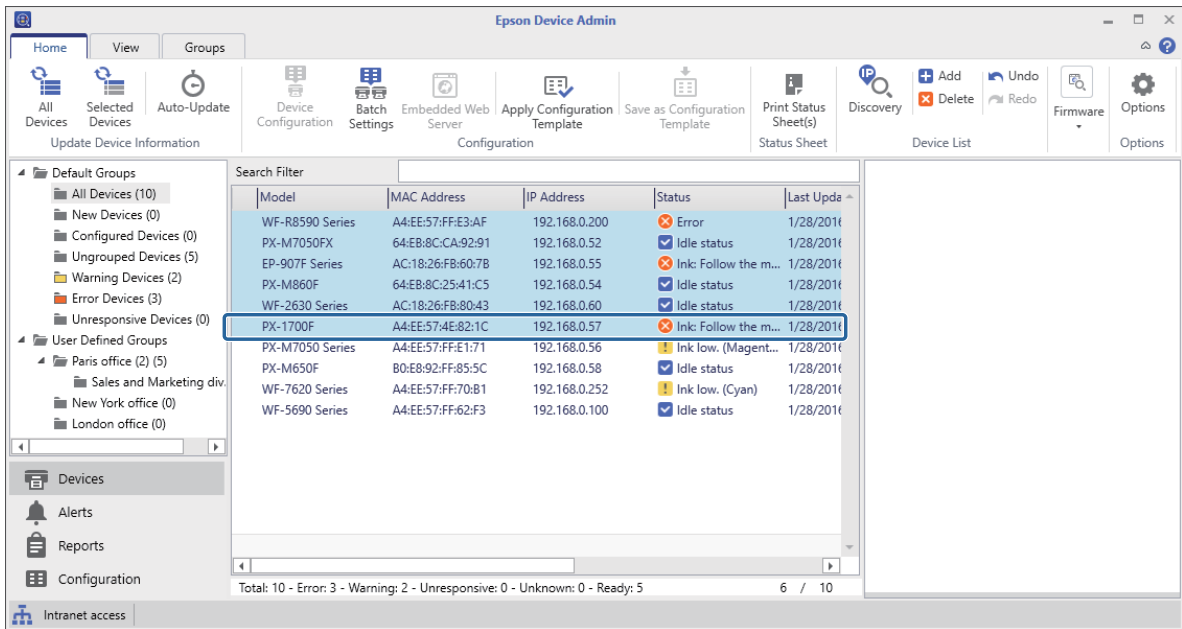 Epson Device Admin
Home View Groups
All Devices
Selected Devices
Auto-Update
Update Device Information
Device Configuration
Batch Settings
Embedded Web Server
Apply Configuration Template
Save as Configuration Template
Configuration
Print Status Sheet(s)
Status Sheet
IP
Discovery
Add
Delete
Undo
Redo
Device List
Firmware
Options
Options
Default Groups
All Devices (10)
New Devices (0)
Configured Devices (0)
Ungrouped Devices (5)
Warning Devices (2)
Error Devices (3)
Unresponsive Devices (0)
User Defined Groups
Paris office (2) (5)
Sales and Marketing div.
New York office (0)
London office (0)
Devices
Alerts
Reports
Configuration
Search Filter
Model MAC Address IP Address Status Last Upda
WF-R8590 Series A4:EE:57:FF:E3:AF 192.168.0.200 Error 1/28/2016
PX-M7050FX 64:EB:8C:CA:92:91 192.168.0.52 Idle status 1/28/2016
EP-907F Series AC:18:26:FB:60:7B 192.168.0.55 Ink: Follow the m... 1/28/2016
PX-M860F 64:EB:8C:25:41:C5 192.168.0.54 Idle status 1/28/2016
WF-2630 Series AC:18:26:FB:80:43 192.168.0.60 Idle status 1/28/2016
PX-1700F A4:EE:57:4E:82:1C 192.168.0.57 Ink: Follow the m... 1/28/2016
PX-M7050 Series A4:EE:57:FF:E1:71 192.168.0.56 Ink low. (Magent... 1/28/2016
PX-M650F B0:E8:92:FF:85:5C 192.168.0.58 Idle status 1/28/2016
WF-7620 Series A4:EE:57:FF:70:B1 192.168.0.252 Ink low. (Cyan) 1/28/2016
WF-5690 Series A4:EE:57:FF:62:F3 192.168.0.100 Idle status 1/28/2016
Total: 10 - Error: 3 - Warning: 2 - Unresponsive: 0 - Unknown: 0 - Ready: 5 6 / 10
Intranet access